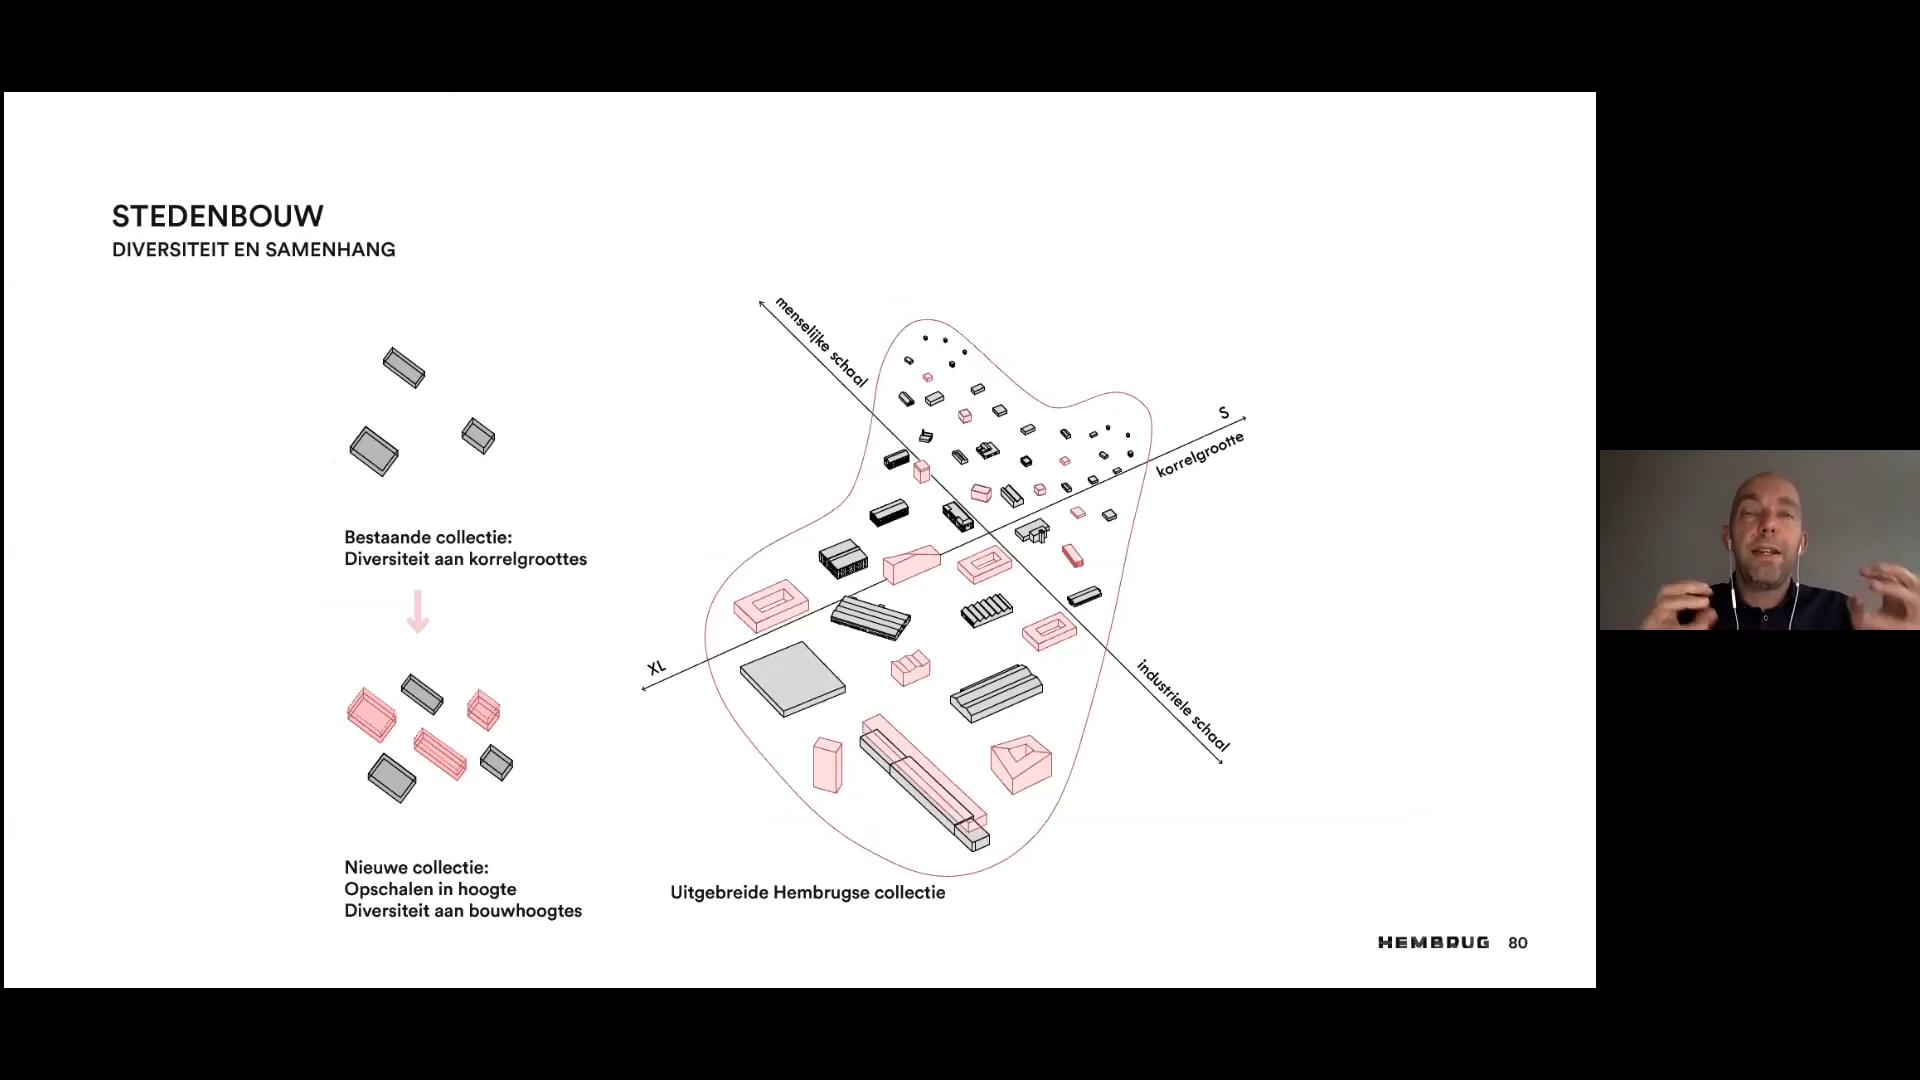 STEDENBOUW
DIVERSITEIT EN SAMENHANG
menselijke schaal
S
korrelgrootte
Bestaande collectie:
Diversiteit aan korrelgroottes
XL
industriele schaal
Nieuwe collectie:
Opschalen in hoogte
Diversiteit aan bouwhoogtes
Uitgebreide Hembrugse collectie
HEMBRUG 80